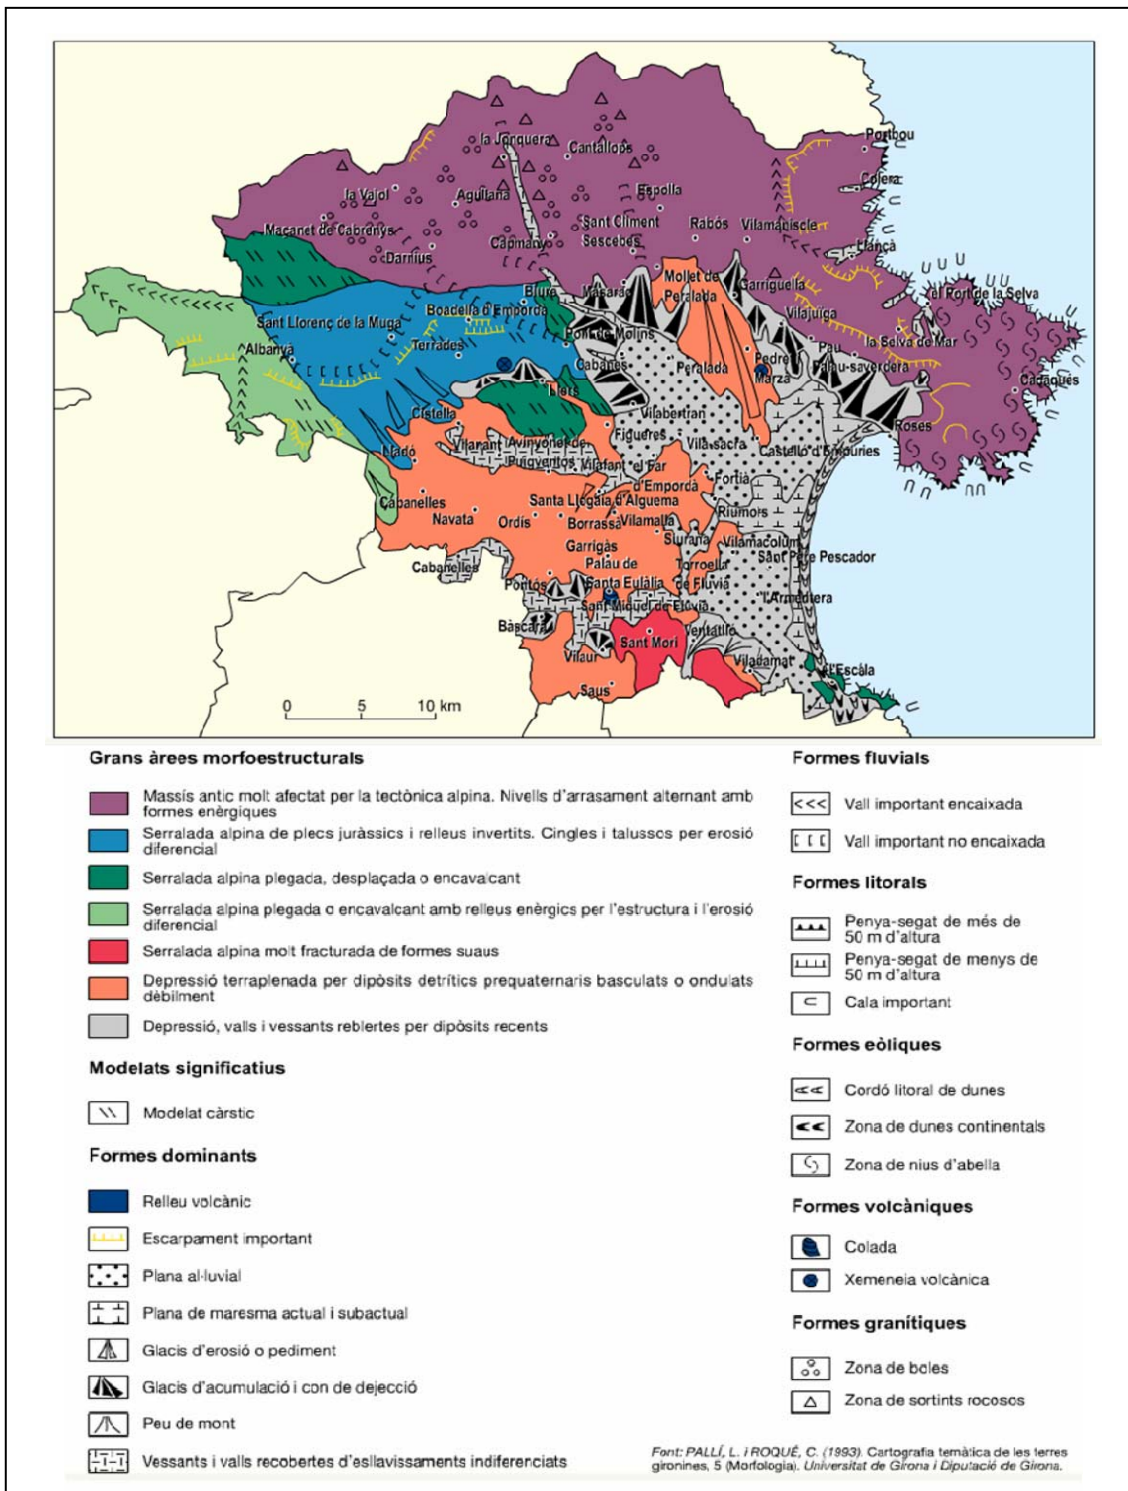 Portbou
la Jonquera
Cantallops
Colera
la Vajol
Agullana
Espolla
Sant Climent
Sescebes
Rabós
Vilamaniscle
Maçanet de Cabrenys
Capmany
Llançà
Darnius
Mollet de
Peralada
Masarac
Garriguella
el Port de la Selva
Biure
Boadella d'Empordà
Sant Llorenç de la Muga
Vilajuïga
Pont de Molins
la Selva de Mar
Albanyà
Terrades
Pau
Cabanes
Peralada
Pedret
Marzà
Palau-saverdera
Cadaqués
Llers
Cistella
Vilabertran
Roses
Figueres
Vilanant
Avinyonet de
Puigventós
Vila-sacra
Castelló d'Empúries
Lladó
Vilafant
el Far
d'Empordà
Fortià
Cabanelles
Santa Llogaia d'Alguema
Riumors
Navata
Ordis
Borrassà
Vilamalla
Siurana
Vilamacolum
Garrigàs
Sant Pere Pescador
Cabanelles
Palau de
Santa Eulàlia
Torroella
de Fluvià
Pontós
l'Armentera
Sant Miquel de Fluvià
Bàscara
Ventalló
Sant Mori
Vilaür
Viladamat
l'Escala
Saus
0 5 10 km
Grans àrees morfoestructurals
Massís antic molt afectat per la tectònica alpina. Nivells d'arrasament alternant amb
formes enèrgiques
Serralada alpina de plecs juràssics i relleus invertits. Cingles i talussos per erosió
diferencial
Serralada alpina plegada, desplaçada o encavalcant
Serralada alpina plegada o encavalcant amb relleus enèrgics per l'estructura i l'erosió
diferencial
Serralada alpina molt fracturada de formes suaus
Depressió terraplenada per dipòsits detrítics prequaternaris basculats o ondulats
dèbilment
Depressió, valls i vessants reblertes per dipòsits recents
Modelats significatius
Modelat càrstic
Formes dominants
Relleu volcànic
Escarpament important
Plana al·luvial
Plana de maresma actual i subactual
Glacis d'erosió o pediment
Glacis d'acumulació i con de dejecció
Peu de mont
Vessants i valls recobertes d'esllavissaments indiferenciats
Formes fluvials
Vall important encaixada
Vall important no encaixada
Formes litorals
Penya-segat de més de
50 m d'altura
Penya-segat de menys de
50 m d'altura
Cala important
Formes eòliques
Cordó litoral de dunes
Zona de dunes continentals
Zona de nius d'abella
Formes volcàniques
Colada
Xemeneia volcànica
Formes granítiques
Zona de boles
Zona de sortints rocosos
Font: PALLÍ, L. i ROQUÉ, C. (1993). Cartografia temàtica de les terres
gironines, 5 (Morfologia). Universitat de Girona i Diputació de Girona.